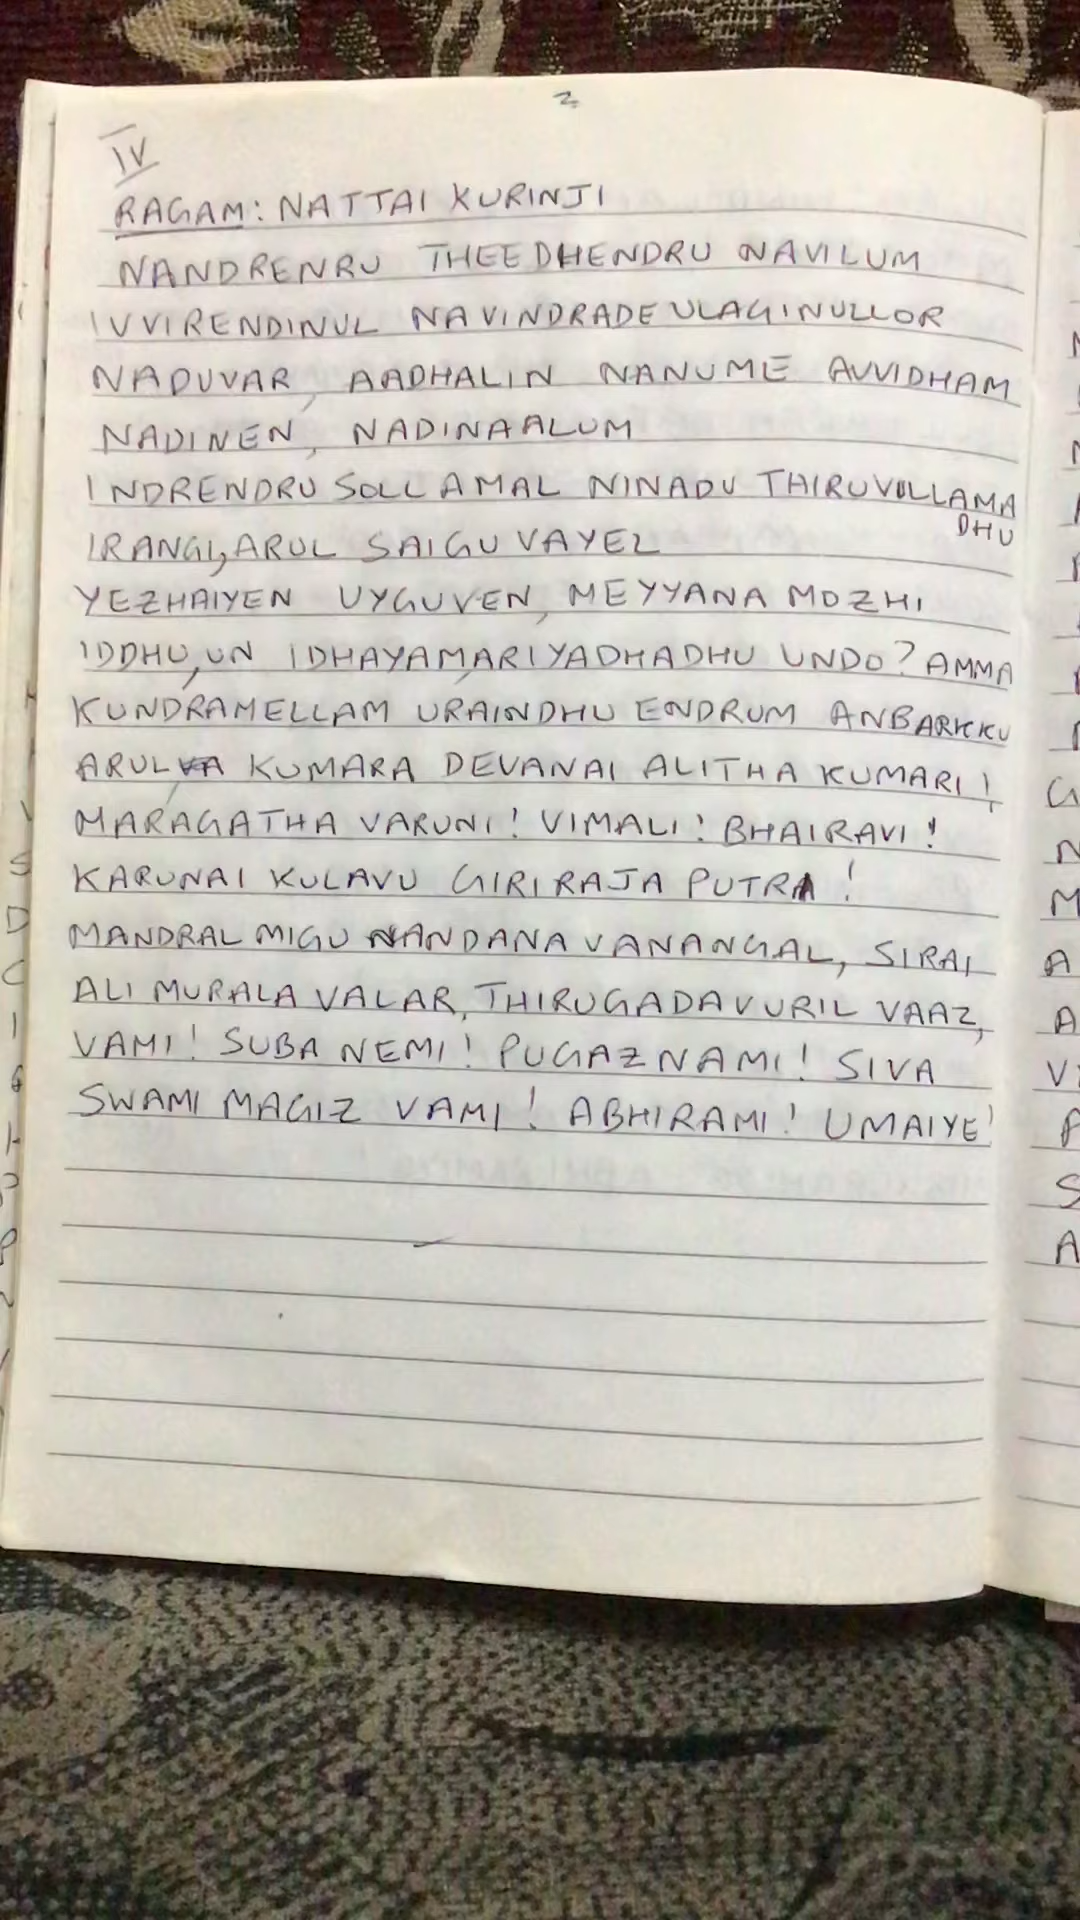 2
IV
RAGAM: NATTAI KURINJI
NANDRENRU THEEDHENDRU NAVILUM
IVVIRENDINUL NAVINDRADE ULAGINULLOR
NADUVAR, AADHALIN NANUME AVVIDHAM
NADINEN, NADINAALUM
INDRENDRU SOLLAMAL NINADU THIRUVULLAMA
DHU
IRANGI, ARUL SAIGUVAYEL
YEZHAIYEN UYGUVEN, MEYYANA MOZHI
IDDHU, UN IDHAYAMARIYADHADHU UNDO? AMMA
KUNDRAMELLAM URAINDHU ENDRUM ANBARKKU
ARUL KUMARA DEVANAI ALITHA KUMARI!
MARAGATHA VARUNI! VIMALI! BHAIRAVI!
KARUNAI KULAVU GIRIRAJA PUTRA!
MANDRAL MIGU NANDANA VANANGAL, SIRAI
ALI MURALA VALAR, THIRUGADAVURIL VAAZ,
VAMI! SUBA NEMI! PUGAZ NAMI! SIVA
SWAMI MAGIZ VAMI! ABHIRAMI! UMAIYE!